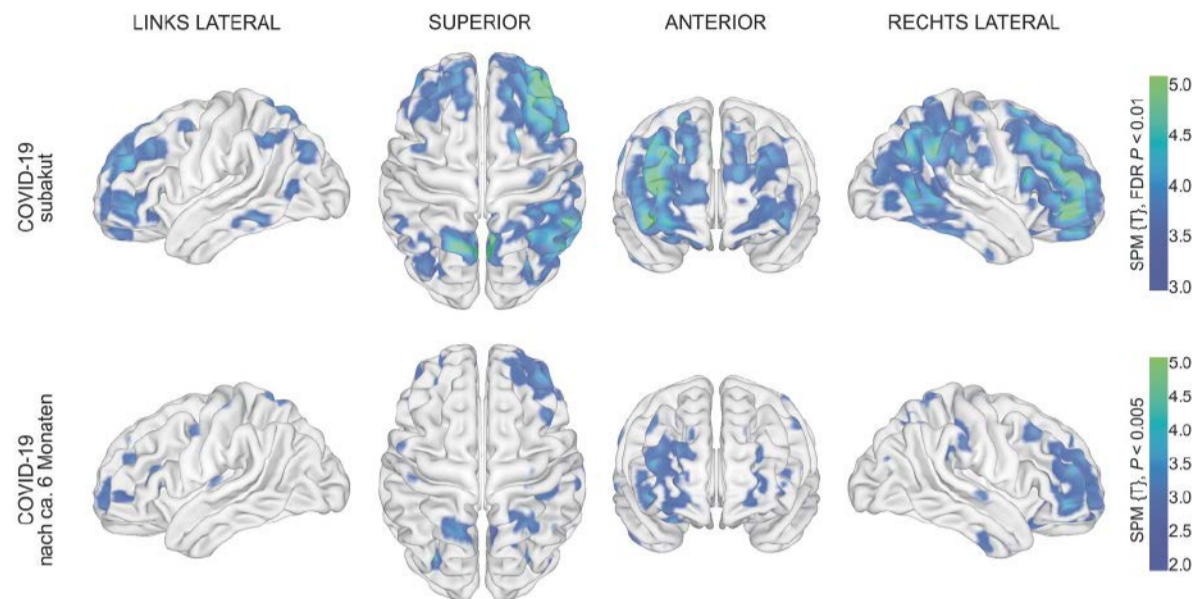 LINKS LATERAL
SUPERIOR
ANTERIOR
RECHTS LATERAL
COVID-19
subakut
SPM {T}, FDR P < 0.01
5.0
4.5
4.0
3.5
3.0
COVID-19
nach ca. 6 Monaten
SPM {T}, P < 0.005
5.0
4.5
4.0
3.5
3.0
2.5
2.0